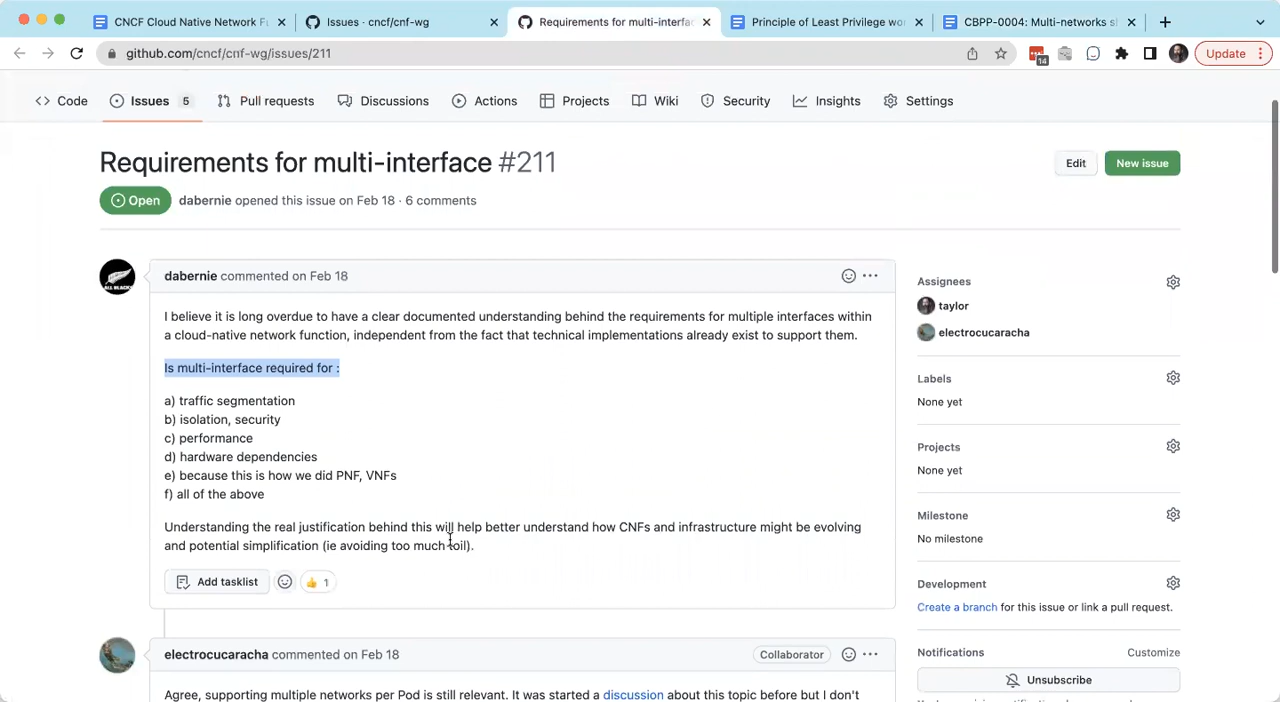 CNCF Cloud Native Network F
Issues · cncf/cnf-wg
Requirements for multi-interfac
Principle of Least Privilege wo
CBPP-0004: Multi-networks s
github.com/cncf/cnf-wg/issues/211
14
Update
Code
Issues 5
Pull requests
Discussions
Actions
Projects
Wiki
Security
Insights
Settings
Requirements for multi-interface #211
Edit
New issue
Open
dabernie opened this issue on Feb 18 · 6 comments
ALL BLACKS
dabernie commented on Feb 18
I believe it is long overdue to have a clear documented understanding behind the requirements for multiple interfaces within
a cloud-native network function, independent from the fact that technical implementations already exist to support them.
Is multi-interface required for :
a) traffic segmentation
b) isolation, security
c) performance
d) hardware dependencies
e) because this is how we did PNF, VNFs
f) all of the above
Understanding the real justification behind this will help better understand how CNFs and infrastructure might be evolving
and potential simplification (ie avoiding too much toil).
Add tasklist
👍 1
electrocucaracha commented on Feb 18
Collaborator
Agree, supporting multiple networks per Pod is still relevant. It was started a discussion about this topic before but I don't
Assignees
taylor
electrocucaracha
Labels
None yet
Projects
None yet
Milestone
No milestone
Development
Create a branch for this issue or link a pull request.
Notifications
Customize
Unsubscribe